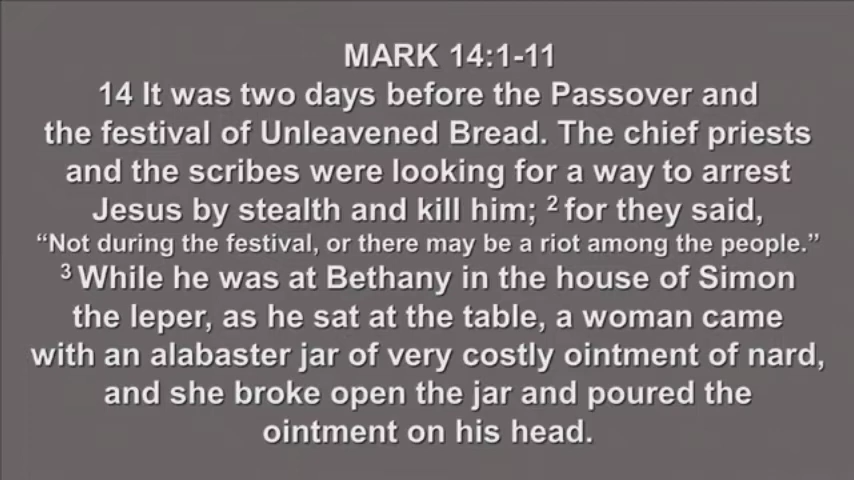 MARK 14:1-11
14 It was two days before the Passover and
the festival of Unleavened Bread. The chief priests
and the scribes were looking for a way to arrest
Jesus by stealth and kill him; 2 for they said,
“Not during the festival, or there may be a riot among the people.”
3 While he was at Bethany in the house of Simon
the leper, as he sat at the table, a woman came
with an alabaster jar of very costly ointment of nard,
and she broke open the jar and poured the
ointment on his head.